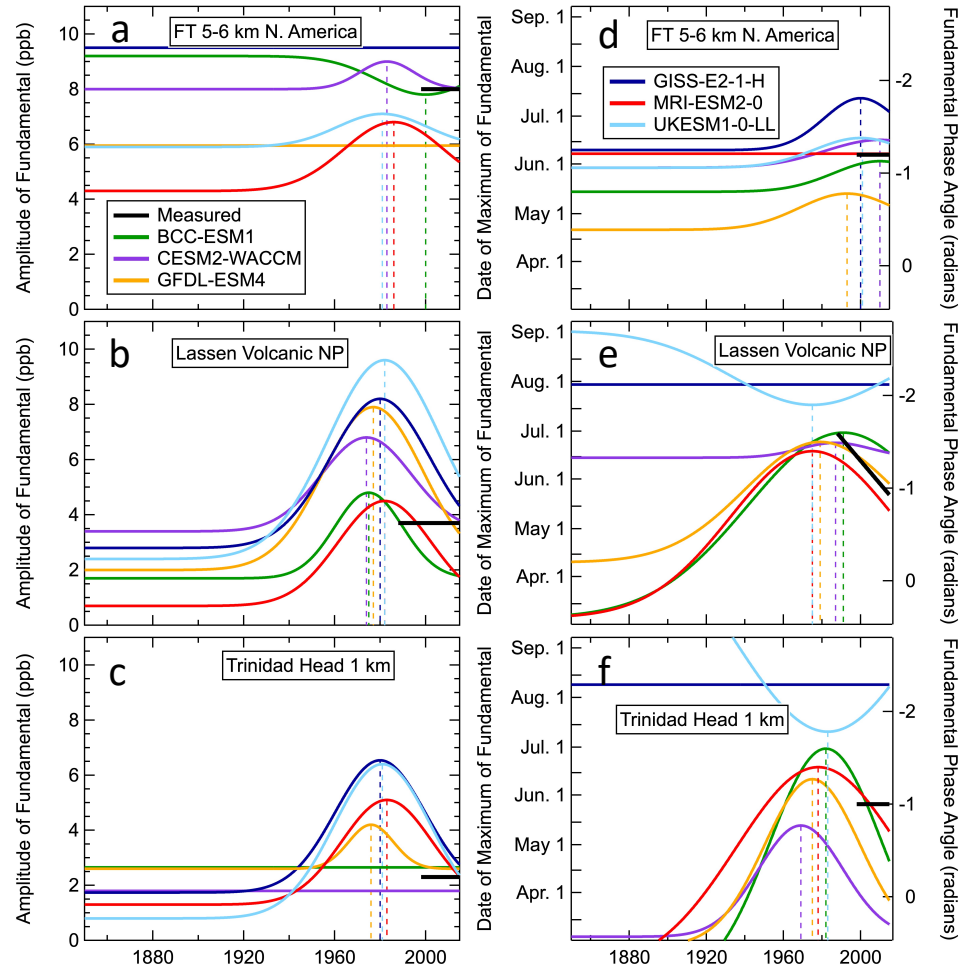 a
FT 5-6 km N. America
Amplitude of Fundamental (ppb)
10
8
6
4
2
0
Measured
BCC-ESM1
CESM2-WACCM
GFDL-ESM4
d
FT 5-6 km N. America
GISS-E2-1-H
MRI-ESM2-0
UKESM1-0-LL
Date of Maximum of Fundamental
Sep. 1
Aug. 1
Jul. 1
Jun. 1
May 1
Apr. 1
Fundamental Phase Angle (radians)
-2
-1
0
b
Lassen Volcanic NP
Amplitude of Fundamental (ppb)
10
8
6
4
2
0
e
Lassen Volcanic NP
Date of Maximum of Fundamental
Sep. 1
Aug. 1
Jul. 1
Jun. 1
May 1
Apr. 1
Fundamental Phase Angle (radians)
-2
-1
0
c
Trinidad Head 1 km
Amplitude of Fundamental (ppb)
10
8
6
4
2
0
1880 1920 1960 2000
f
Trinidad Head 1 km
Date of Maximum of Fundamental
Sep. 1
Aug. 1
Jul. 1
Jun. 1
May 1
Apr. 1
Fundamental Phase Angle (radians)
-2
-1
0
1880 1920 1960 2000